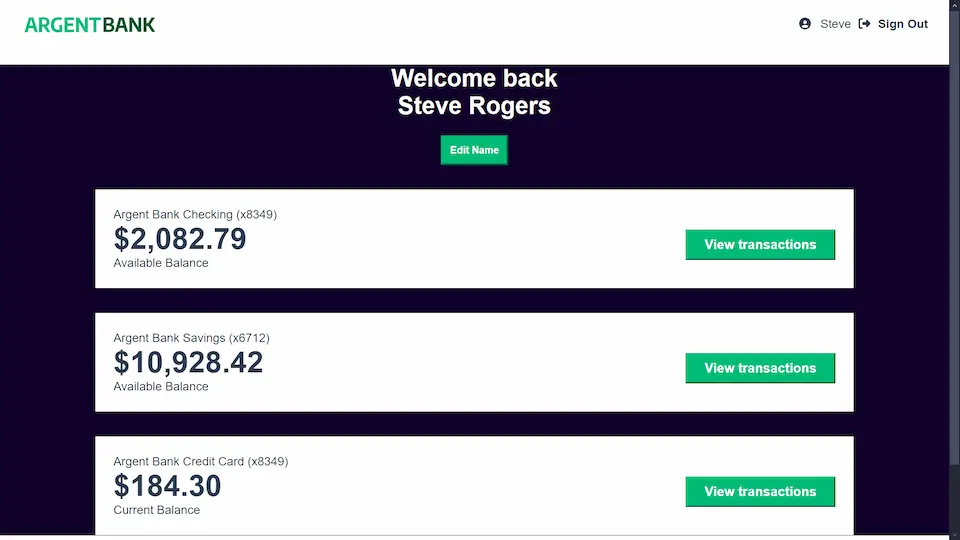 ARGENTBANK
Steve Sign Out
Welcome back
Steve Rogers
Edit Name
Argent Bank Checking (x8349)
$2,082.79
Available Balance
View transactions
Argent Bank Savings (x6712)
$10,928.42
Available Balance
View transactions
Argent Bank Credit Card (x8349)
$184.30
Current Balance
View transactions